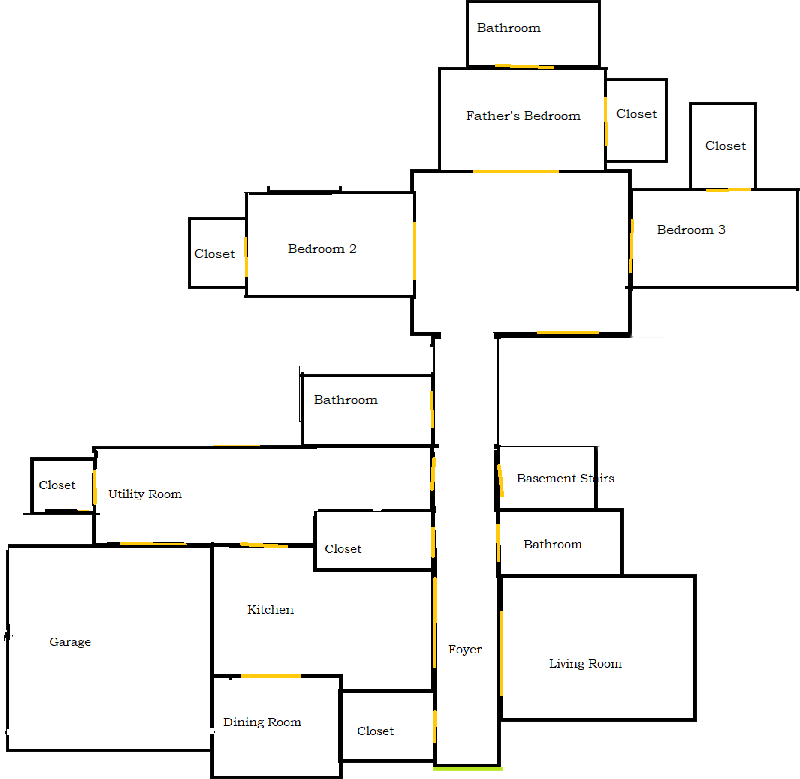 Bathroom
Father's Bedroom
Closet
Closet
Bedroom 3
Bedroom 2
Closet
Bathroom
Basement Stairs
Closet
Utility Room
Bathroom
Closet
Kitchen
Garage
Foyer
Living Room
Dining Room
Closet